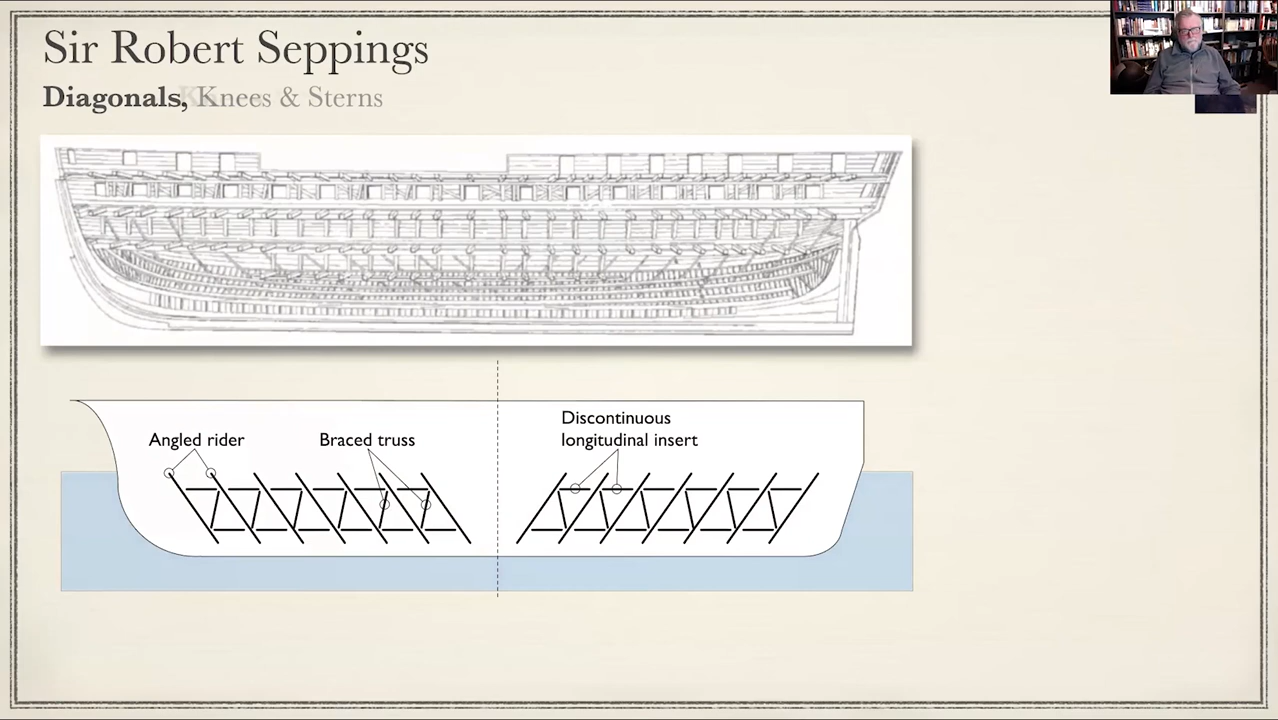 Sir Robert Seppings
Diagonals, Knees & Sterns
Angled rider
Braced truss
Discontinuous
longitudinal insert